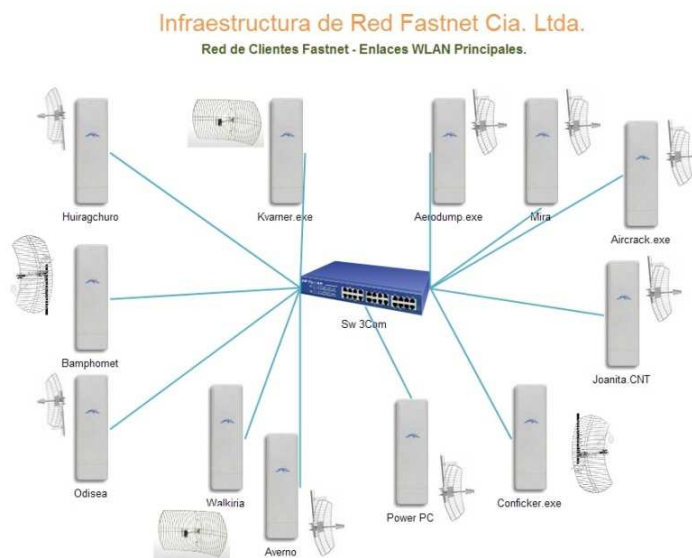 Infraestructura de Red Fastnet Cia. Ltda.
Red de Clientes Fastnet - Enlaces WLAN Principales.
Huiragchuro
Kvarner.exe
Aerodump.exe
Mira
Aircrack.exe
Bamphomet
Sw 3Com
Joanita.CNT
Odisea
Walkiria
Averno
Power PC
Conficker.exe